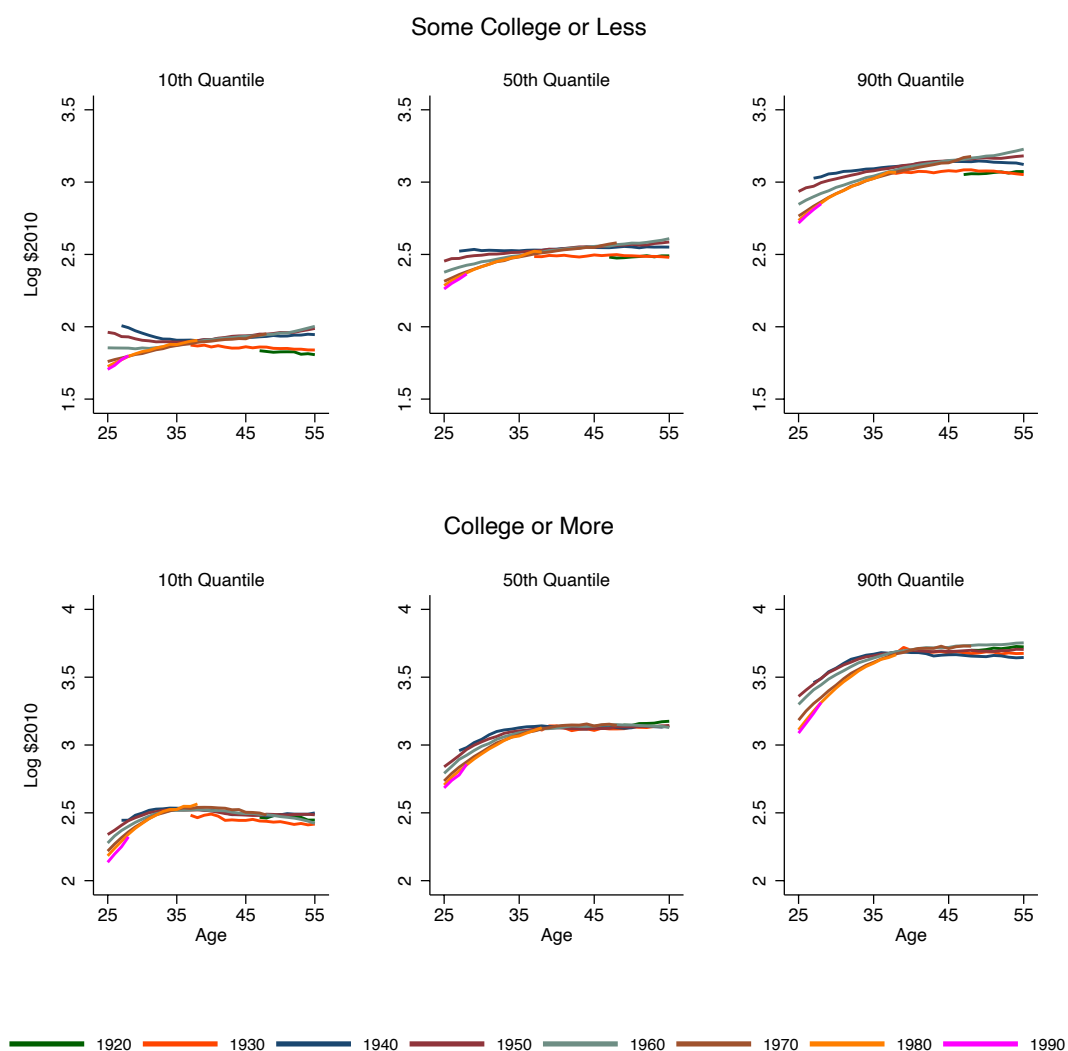 Some College or Less
10th Quantile
50th Quantile
90th Quantile
Log $2010
3.5
3
2.5
2
1.5
25 35 45 55
3.5
3
2.5
2
1.5
25 35 45 55
3.5
3
2.5
2
1.5
25 35 45 55
College or More
10th Quantile
50th Quantile
90th Quantile
Log $2010
4
3.5
3
2.5
2
25 35 45 55
Age
4
3.5
3
2.5
2
25 35 45 55
Age
4
3.5
3
2.5
2
25 35 45 55
Age
1920 1930 1940 1950 1960 1970 1980 1990